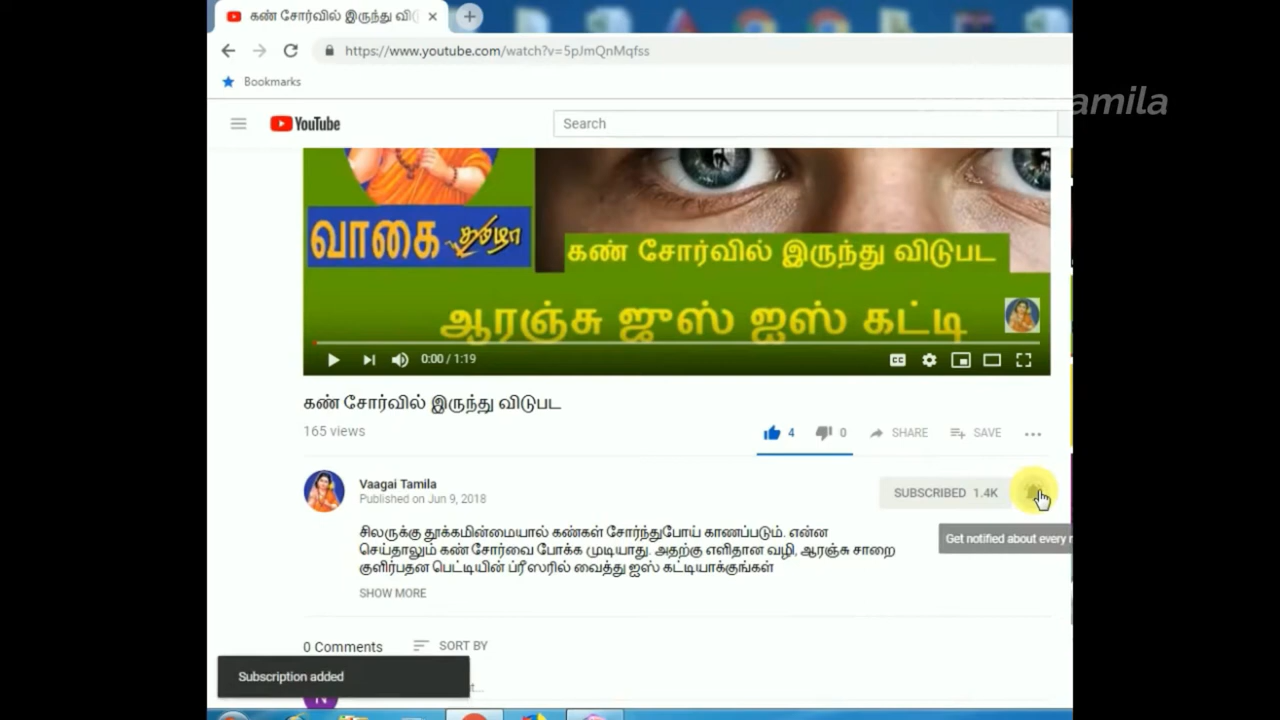 கண் சோர்வில் இருந்து விடு
https://www.youtube.com/watch?v=5pJmQnMqfss
Bookmarks
amila
YouTube
Search
வாகை தமிழா
கண் சோர்வில் இருந்து விடுபட
ஆரஞ்சு ஜுஸ் ஐஸ் கட்டி
0:00 / 1:19
CC
கண் சோர்வில் இருந்து விடுபட
165 views
4
0
SHARE
SAVE
Vaagai Tamila
SUBSCRIBED 1.4K
Published on Jun 9, 2018
சிலருக்கு தூக்கமின்மையால் கண்கள் சோர்ந்துபோய் காணப்படும். என்ன
Get notified about every
செய்தாலும் கண் சோர்வை போக்க முடியாது. அதற்கு எளிதான வழி, ஆரஞ்சு சாறை
குளிர்பதன பெட்டியின் ப்ரீஸரில் வைத்து ஐஸ் கட்டியாக்குங்கள்
SHOW MORE
0 Comments
SORT BY
Subscription added
N